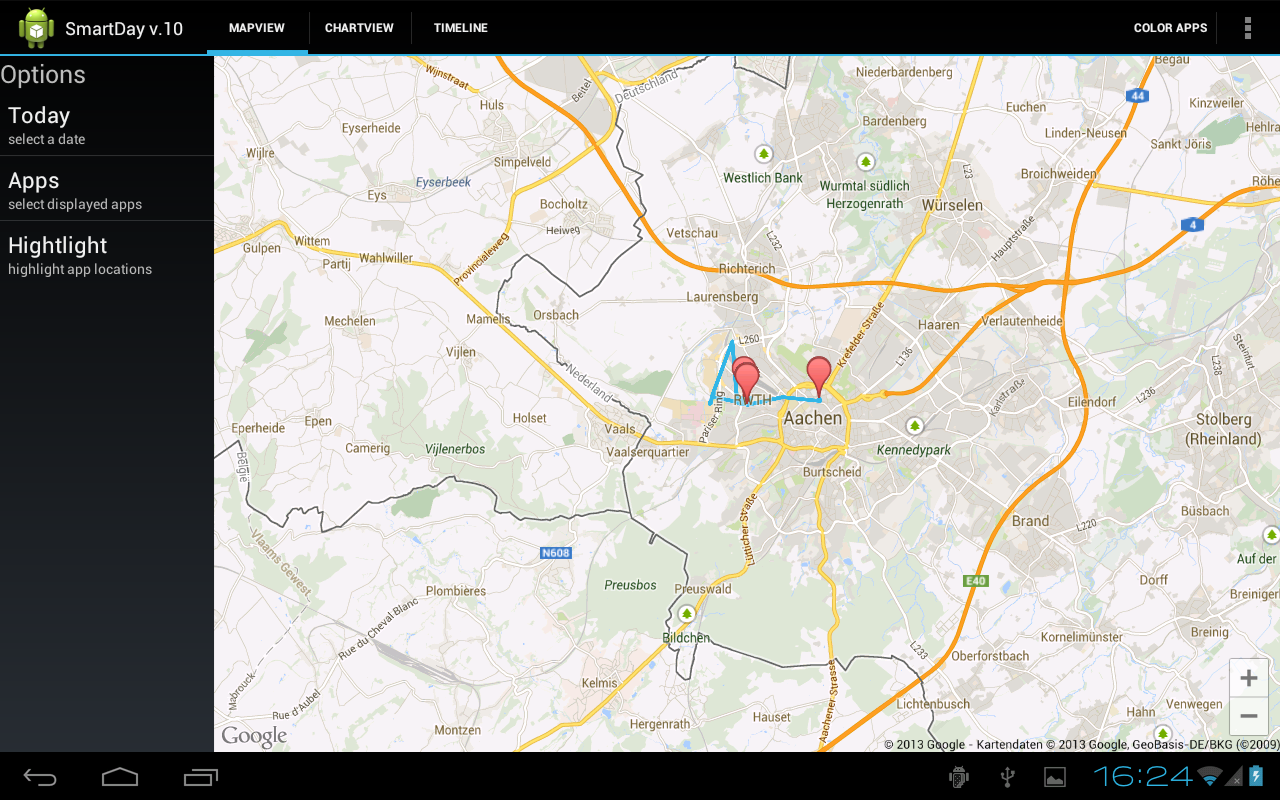 SmartDay v.10
MAPVIEW
CHARTVIEW
TIMELINE
COLOR APPS
Options
Today
select a date
Apps
select displayed apps
Hightlight
highlight app locations
Wijnstraat
Beitel
Deutschland
Niederbardenberg
Begau
44
Kinzweiler
Huls
Euchen
Eyserheide
Bardenberg
Linden-Neusen
Hehlra
Sankt Jöris
Wijlre
Simpelveld
Westlich Bank
Wurmtal südlich
Herzogenrath
L23
Broichweiden
Röhe
Eys
Eyserbeek
Bocholtz
Würselen
Heiweg
Vetschau
L232
Hauptstraße
4
Gulpen
Wittem
Partij
Wahlwiller
Provincialeweg
Richterich
Laurensberg
Mechelen
Mamelis
Orsbach
Haaren
Verlautenheide
Krefelder Straße
L260
L136
Steinfurt
Vijlen
Nederland
L238
Karlstraße
L236
RWTH
Eilendorf
Pariser Ring
Aachen
Stolberg
(Rheinland)
Holset
Vaals
Eperheide
Epen
Camerig
Vijlenerbos
Vaalserquartier
Kennedypark
België
Burtscheid
Lütticher Straße
Brand
L220
Büsbach
N608
Auf der
Vlaams Gewest
Preusbos
Preuswald
E40
Dorff
Plombières
Breinigerb
Rue du Cheval Blanc
Bildchen
Kornelimünster
Breinig
L233
Oberforstbach
Mabrouck
Kelmis
Rue d'Aubel
Aachener Strasse
Lichtenbusch
Hahn
Venwegen
Hergenrath
Hauset
Montzen
+
−
Google
© 2013 Google - Kartendaten © 2013 Google, GeoBasis-DE/BKG (©2009)
16:24